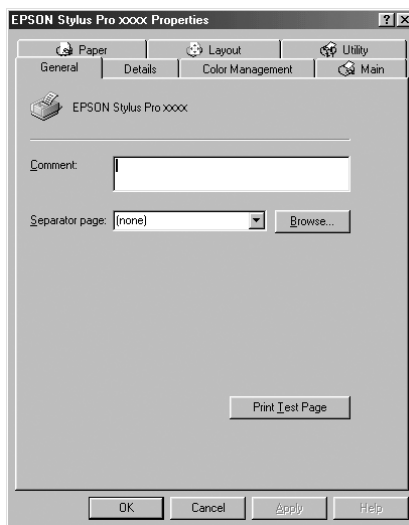 EPSON Stylus Pro xxxx Properties
Paper Layout Utility
General Details Color Management Main
EPSON Stylus Pro xxxx
Comment:
Separator page: (none) Browse...
Print Test Page
OK Cancel Apply Help